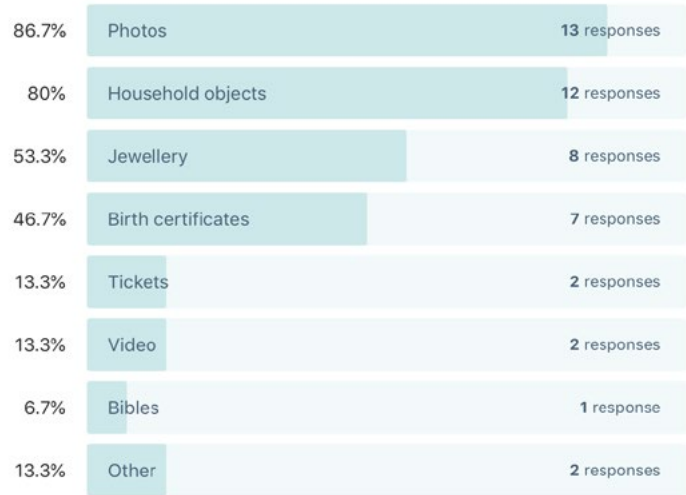 86.7% Photos 13 responses
80% Household objects 12 responses
53.3% Jewellery 8 responses
46.7% Birth certificates 7 responses
13.3% Tickets 2 responses
13.3% Video 2 responses
6.7% Bibles 1 response
13.3% Other 2 responses